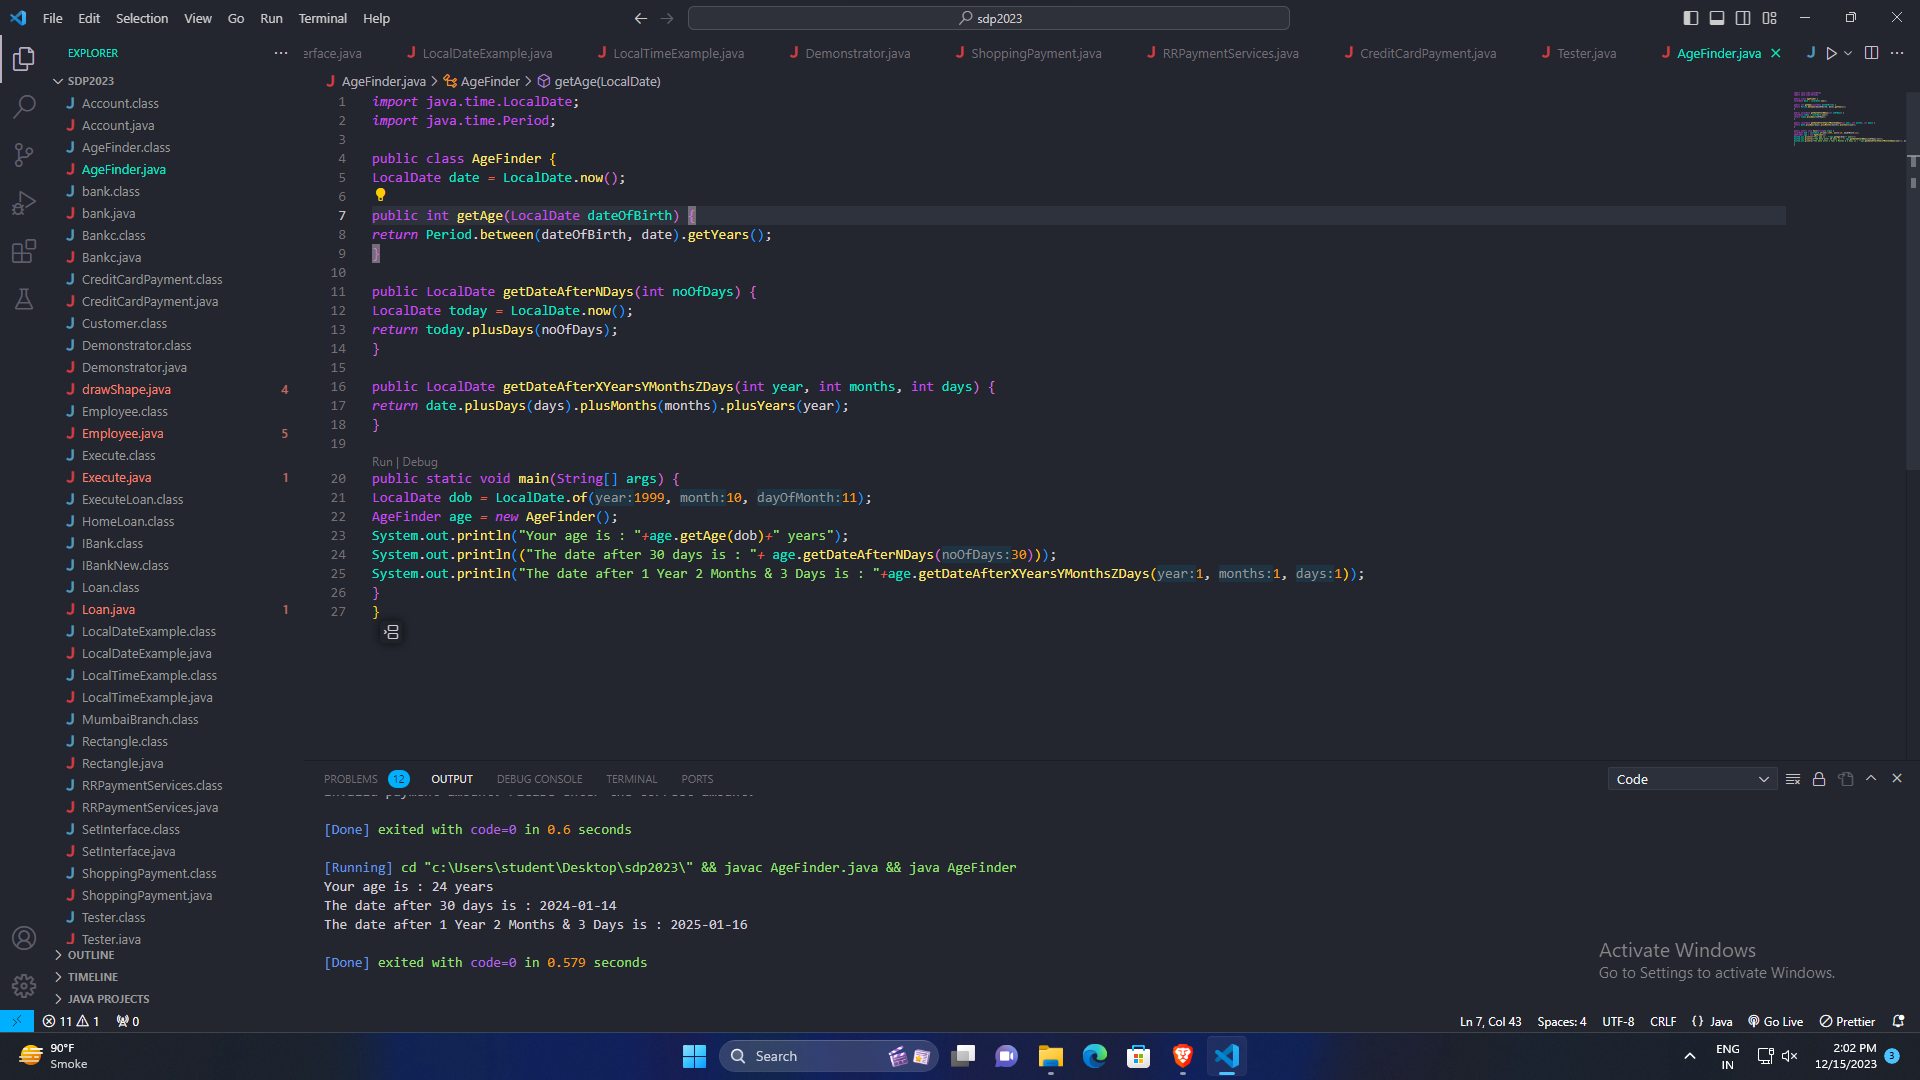 File Edit Selection View Go Run Terminal Help
sdp2023
EXPLORER
erface.java LocalDateExample.java LocalTimeExample.java Demonstrator.java ShoppingPayment.java RRPaymentServices.java CreditCardPayment.java Tester.java AgeFinder.java
AgeFinder.java > AgeFinder > getAge(LocalDate)
SDP2023
Account.class
Account.java
AgeFinder.class
AgeFinder.java
bank.class
bank.java
Bankc.class
Bankc.java
CreditCardPayment.class
CreditCardPayment.java
Customer.class
Demonstrator.class
Demonstrator.java
drawShape.java 4
Employee.class
Employee.java 5
Execute.class
Execute.java 1
ExecuteLoan.class
HomeLoan.class
IBank.class
IBankNew.class
Loan.class
Loan.java 1
LocalDateExample.class
LocalDateExample.java
LocalTimeExample.class
LocalTimeExample.java
MumbaiBranch.class
Rectangle.class
Rectangle.java
RRPaymentServices.class
RRPaymentServices.java
SetInterface.class
SetInterface.java
ShoppingPayment.class
ShoppingPayment.java
Tester.class
Tester.java
OUTLINE
TIMELINE
JAVA PROJECTS
1 import java.time.LocalDate;
2 import java.time.Period;
3
4 public class AgeFinder {
5 LocalDate date = LocalDate.now();
6
7 public int getAge(LocalDate dateOfBirth) {
8 return Period.between(dateOfBirth, date).getYears();
9 }
10
11 public LocalDate getDateAfterNDays(int noOfDays) {
12 LocalDate today = LocalDate.now();
13 return today.plusDays(noOfDays);
14 }
15
16 public LocalDate getDateAfterXYearsYMonthsZDays(int year, int months, int days) {
17 return date.plusDays(days).plusMonths(months).plusYears(year);
18 }
19
Run | Debug
20 public static void main(String[] args) {
21 LocalDate dob = LocalDate.of(year:1999, month:10, dayOfMonth:11);
22 AgeFinder age = new AgeFinder();
23 System.out.println("Your age is : "+age.getAge(dob)+" years");
24 System.out.println(("The date after 30 days is : "+ age.getDateAfterNDays(noOfDays:30)));
25 System.out.println("The date after 1 Year 2 Months & 3 Days is : "+age.getDateAfterXYearsYMonthsZDays(year:1, months:1, days:1));
26 }
27 }
PROBLEMS 12 OUTPUT DEBUG CONSOLE TERMINAL PORTS
Code
[Done] exited with code=0 in 0.6 seconds
[Running] cd "c:\Users\student\Desktop\sdp2023\" && javac AgeFinder.java && java AgeFinder
Your age is : 24 years
The date after 30 days is : 2024-01-14
The date after 1 Year 2 Months & 3 Days is : 2025-01-16
[Done] exited with code=0 in 0.579 seconds
Activate Windows
Go to Settings to activate Windows.
11 1 0
Ln 7, Col 43 Spaces: 4 UTF-8 CRLF {} Java Go Live Prettier
90°F
Smoke
Search
ENG
IN
2:02 PM
12/15/2023
3